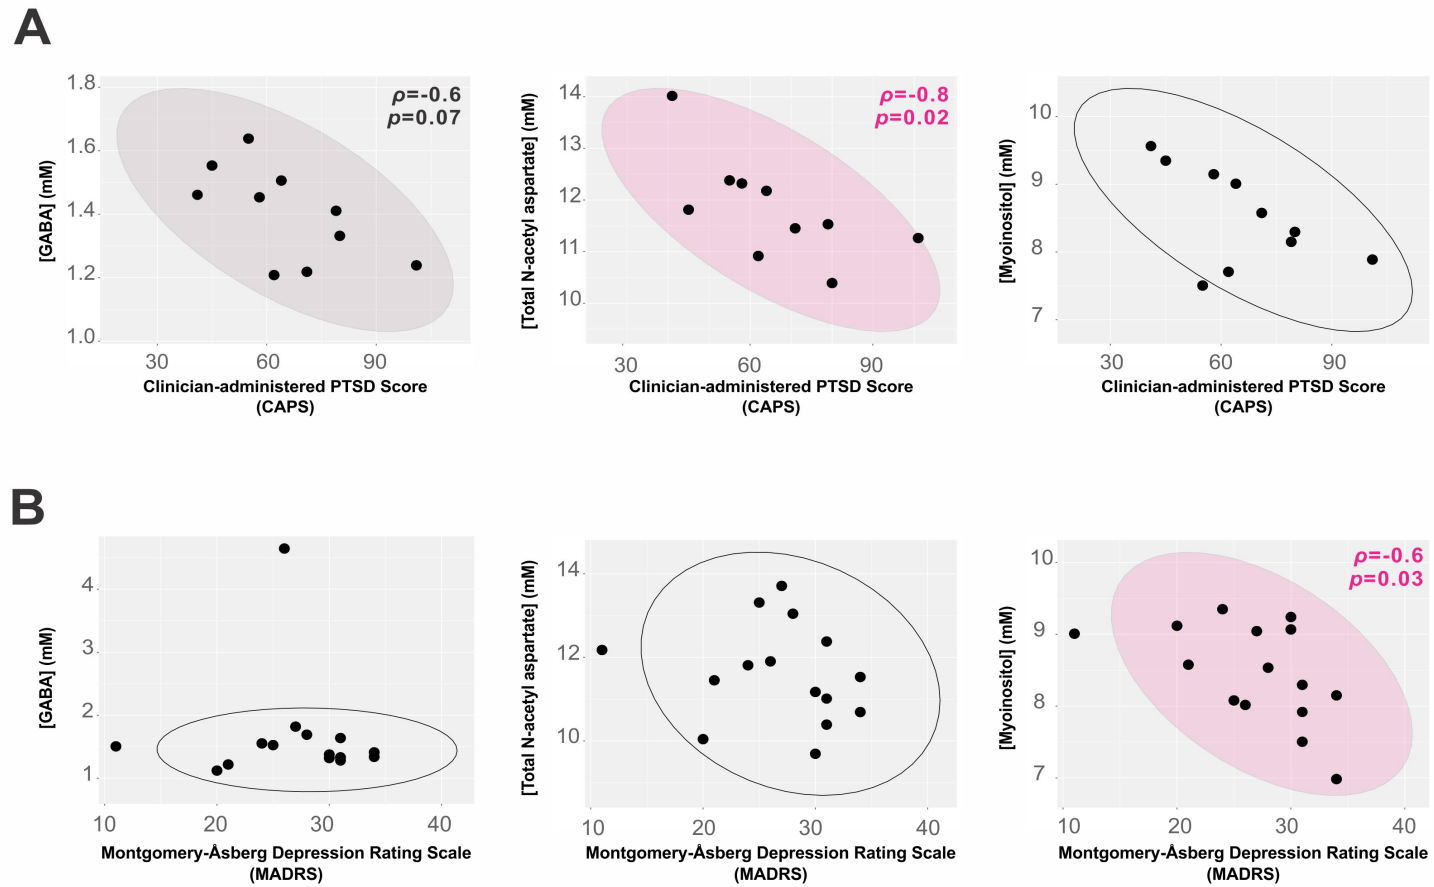 A
[GABA] (mM)
1.8
1.6
1.4
1.2
1.0
ρ=-0.6
p=0.07
30 60 90
Clinician-administered PTSD Score
(CAPS)
[Total N-acetyl aspartate] (mM)
14
13
12
11
10
ρ=-0.8
p=0.02
30 60 90
Clinician-administered PTSD Score
(CAPS)
[Myoinositol] (mM)
10
9
8
7
30 60 90
Clinician-administered PTSD Score
(CAPS)
B
[GABA] (mM)
4
3
2
1
10 20 30 40
Montgomery-Åsberg Depression Rating Scale
(MADRS)
[Total N-acetyl aspartate] (mM)
14
12
10
10 20 30 40
Montgomery-Åsberg Depression Rating Scale
(MADRS)
[Myoinositol] (mM)
10
9
8
7
ρ=-0.6
p=0.03
10 20 30 40
Montgomery-Åsberg Depression Rating Scale
(MADRS)